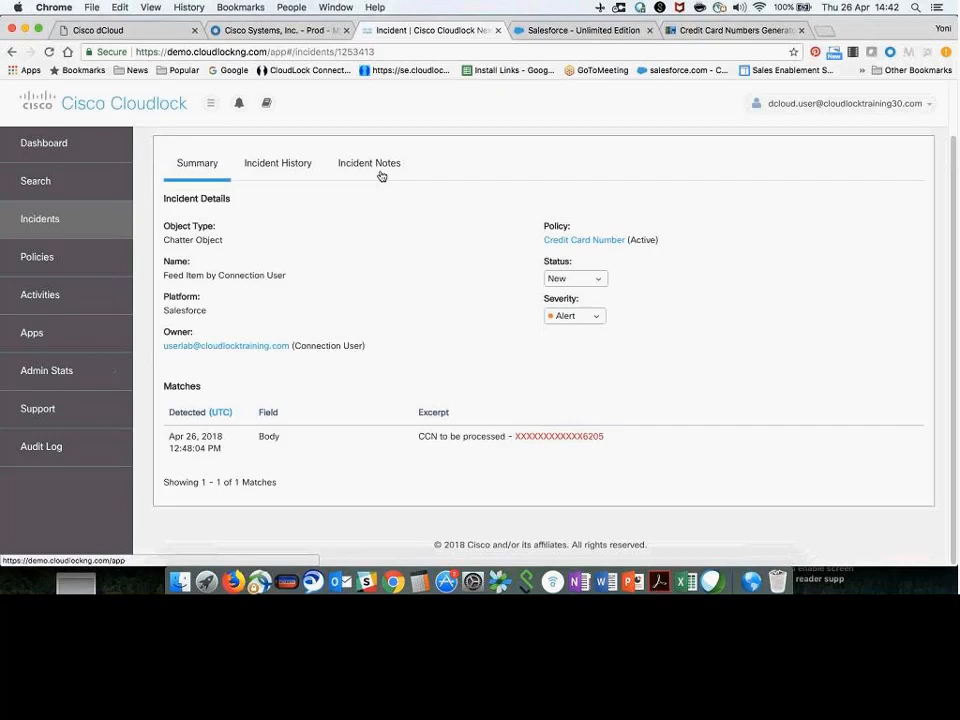 Chrome File Edit View History Bookmarks People Window Help 100% Thu 26 Apr 14:42
Cisco dCloud
Cisco Systems, Inc. - Prod -
Incident | Cisco Cloudlock Ne
Salesforce - Unlimited Edition
Credit Card Numbers Generat
Yoni
Secure https://demo.cloudlockng.com/app#/incidents/1253413
Apps Bookmarks News Popular Google CloudLock Connect... https://se.cloudloc... Install Links - Goog... GoToMeeting salesforce.com - C... Sales Enablement S... » Other Bookmarks
cisco Cisco Cloudlock
dcloud.user@cloudlocktraining30.com
Dashboard
Search
Incidents
Policies
Activities
Apps
Admin Stats
Support
Audit Log
Summary Incident History Incident Notes
Incident Details
Object Type:
Chatter Object
Name:
Feed Item by Connection User
Platform:
Salesforce
Owner:
userlab@cloudlocktraining.com (Connection User)
Policy:
Credit Card Number (Active)
Status:
New
Severity:
Alert
Matches
Detected (UTC) Field Excerpt
Apr 26, 2018 Body CCN to be processed - XXXXXXXXXXXX6205
12:48:04 PM
Showing 1 - 1 of 1 Matches
© 2018 Cisco and/or its affiliates. All rights reserved.
https://demo.cloudlockng.com/app
enable screen
reader supp